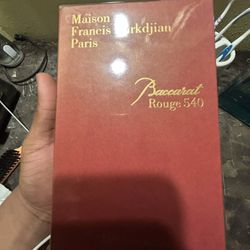 Maison
Francis Kurkdjian
Paris
Baccarat
Rouge 540